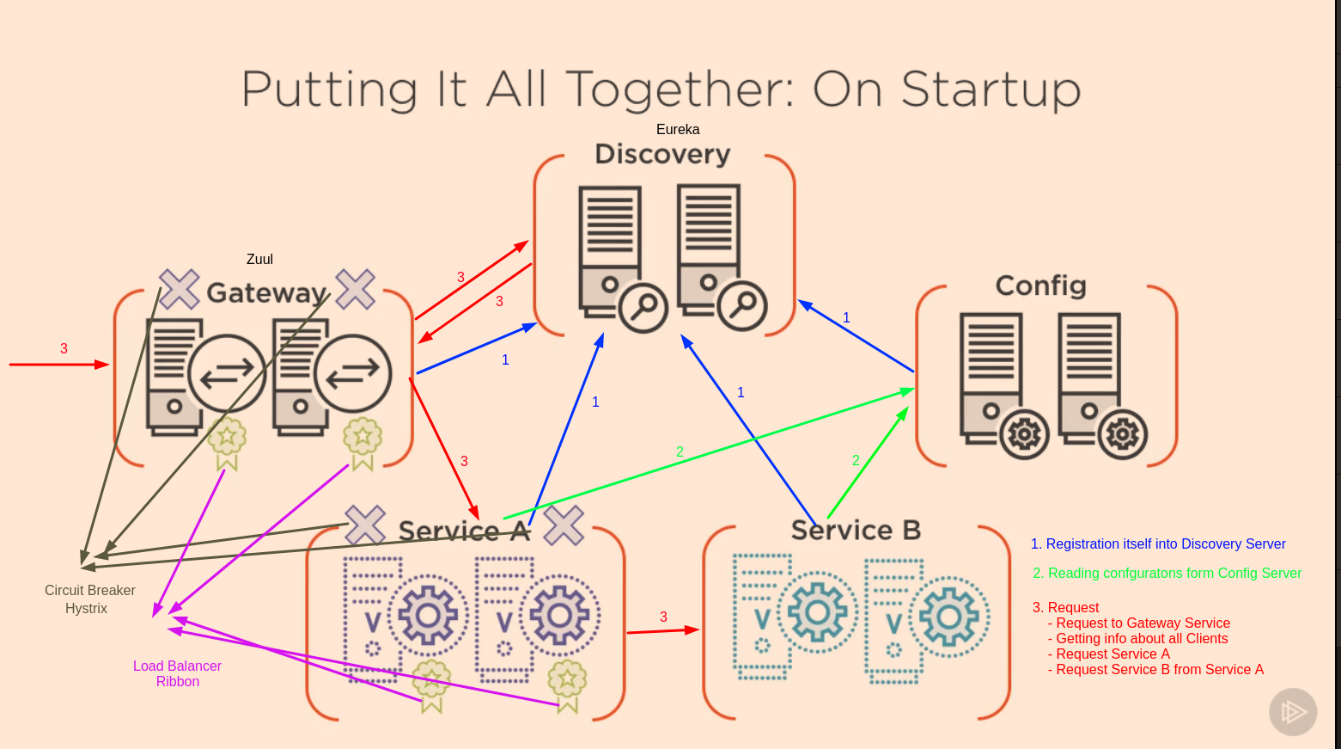 Putting It All Together: On Startup
Eureka
Discovery
Zuul
Gateway
Config
3
3
3
1
1
1
1
2
2
3
Service A
Service B
Circuit Breaker
Hystrix
V
V
V
V
3
Load Balancer
Ribbon
1. Registration itself into Discovery Server
2. Reading confguratons form Config Server
3. Request
- Request to Gateway Service
- Getting info about all Clients
- Request Service A
- Request Service B from Service A